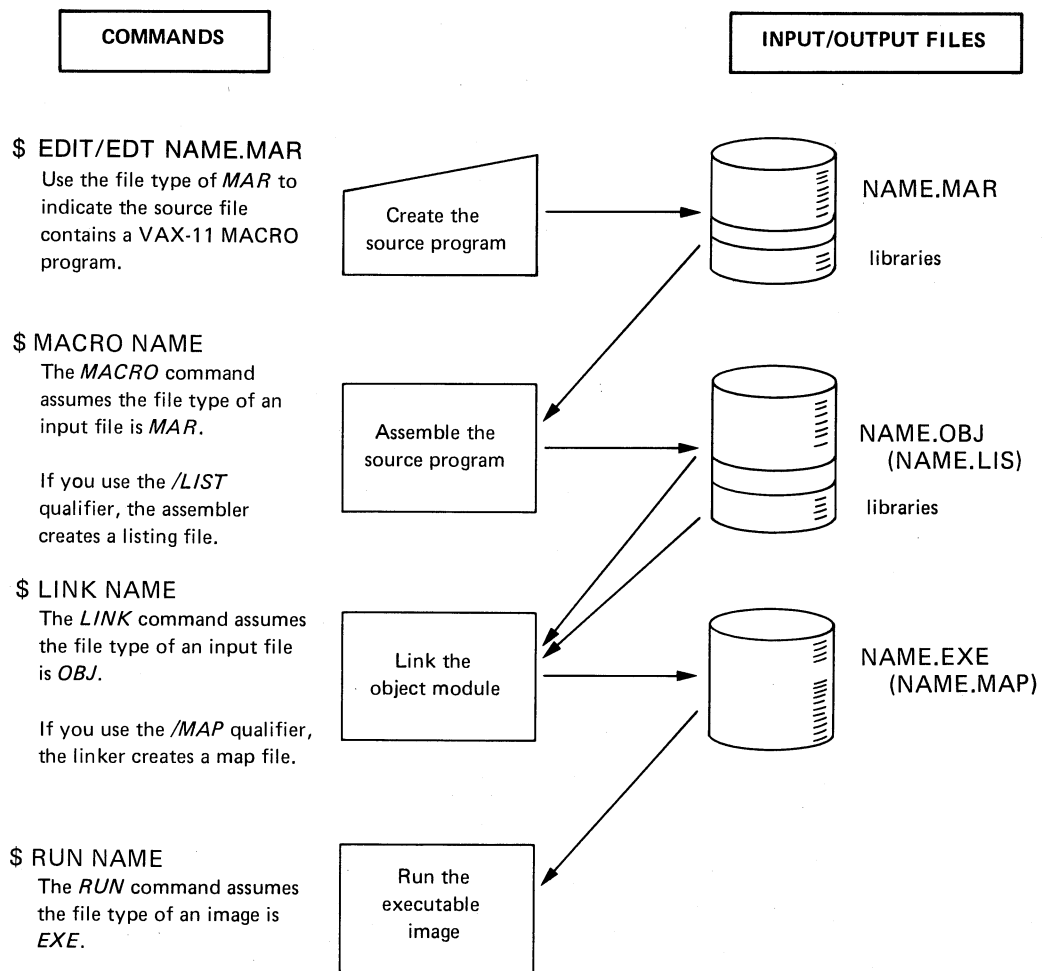 COMMANDS
INPUT/OUTPUT FILES
$ EDIT/EDT NAME.MAR
Use the file type of MAR to
indicate the source file
contains a VAX-11 MACRO
program.
Create the
source program
NAME.MAR
libraries
$ MACRO NAME
The MACRO command
assumes the file type of an
input file is MAR.
If you use the /LIST
qualifier, the assembler
creates a listing file.
Assemble the
source program
NAME.OBJ
(NAME.LIS)
libraries
$ LINK NAME
The LINK command assumes
the file type of an input file
is OBJ.
If you use the /MAP qualifier,
the linker creates a map file.
Link the
object module
NAME.EXE
(NAME.MAP)
$ RUN NAME
The RUN command assumes
the file type of an image is
EXE.
Run the
executable
image